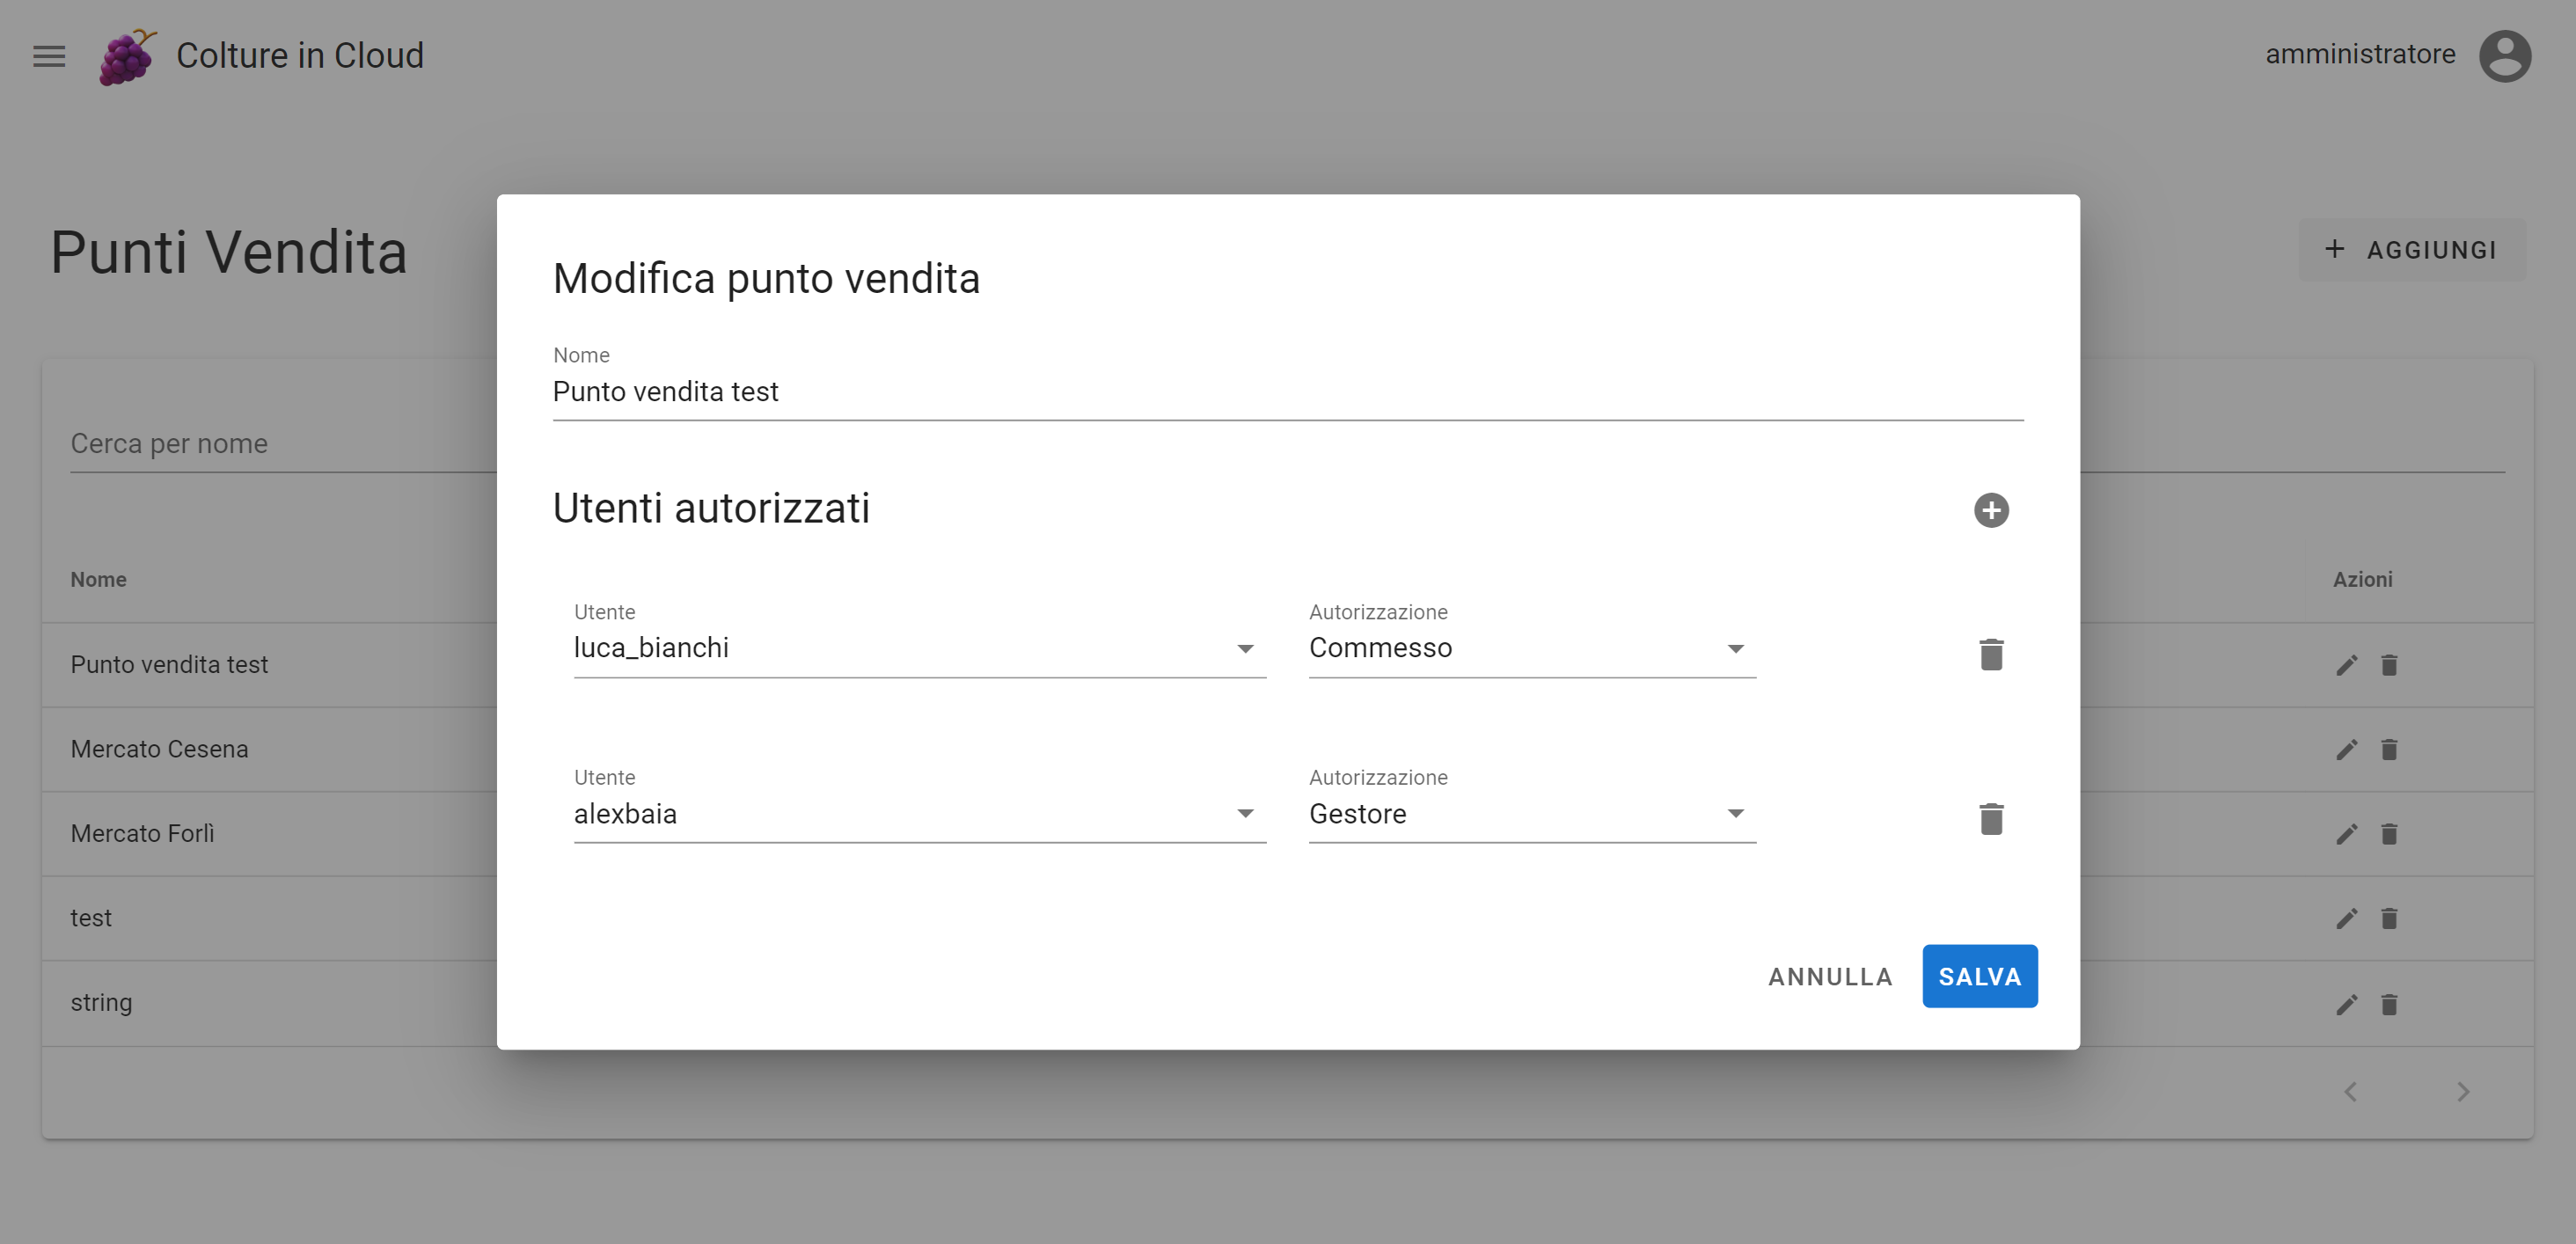 Colture in Cloud
amministratore
Punti Vendita
AGGIUNGI
Cerca per nome
Nome
Azioni
Punto vendita test
Mercato Cesena
Mercato Forlì
test
string
Modifica punto vendita
Nome
Punto vendita test
Utenti autorizzati
Utente
Autorizzazione
luca_bianchi
Commesso
Utente
Autorizzazione
alexbaia
Gestore
ANNULLA
SALVA